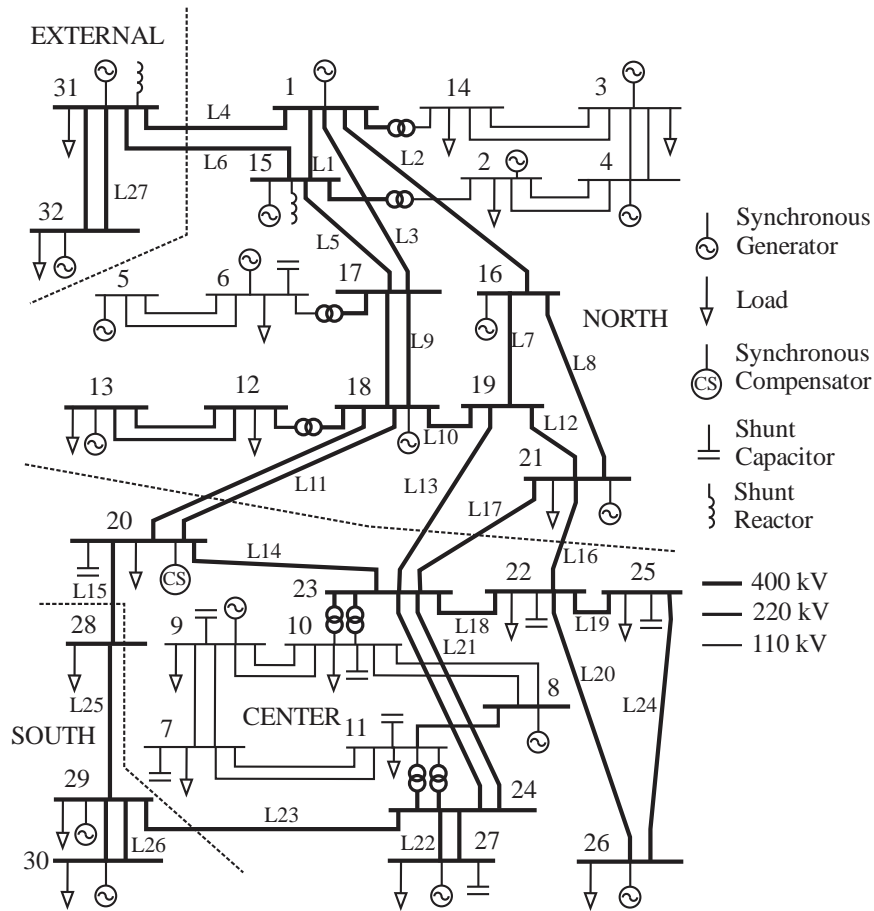 EXTERNAL
31
1
14
3
L4
L6
15
L1
L2
2
4
L27
32
L5
L3
5
6
17
16
NORTH
L9
L7
L8
13
12
18
19
L10
L12
21
L11
L13
L17
20
L14
L16
CS
L15
23
22
25
L18
L19
28
9
10
L21
L20
L25
8
L24
SOUTH
7
CENTER
11
29
24
L23
30
L26
L22
27
26
Synchronous
Generator
Load
CS
Synchronous
Compensator
Shunt
Capacitor
Shunt
Reactor
400 kV
220 kV
110 kV